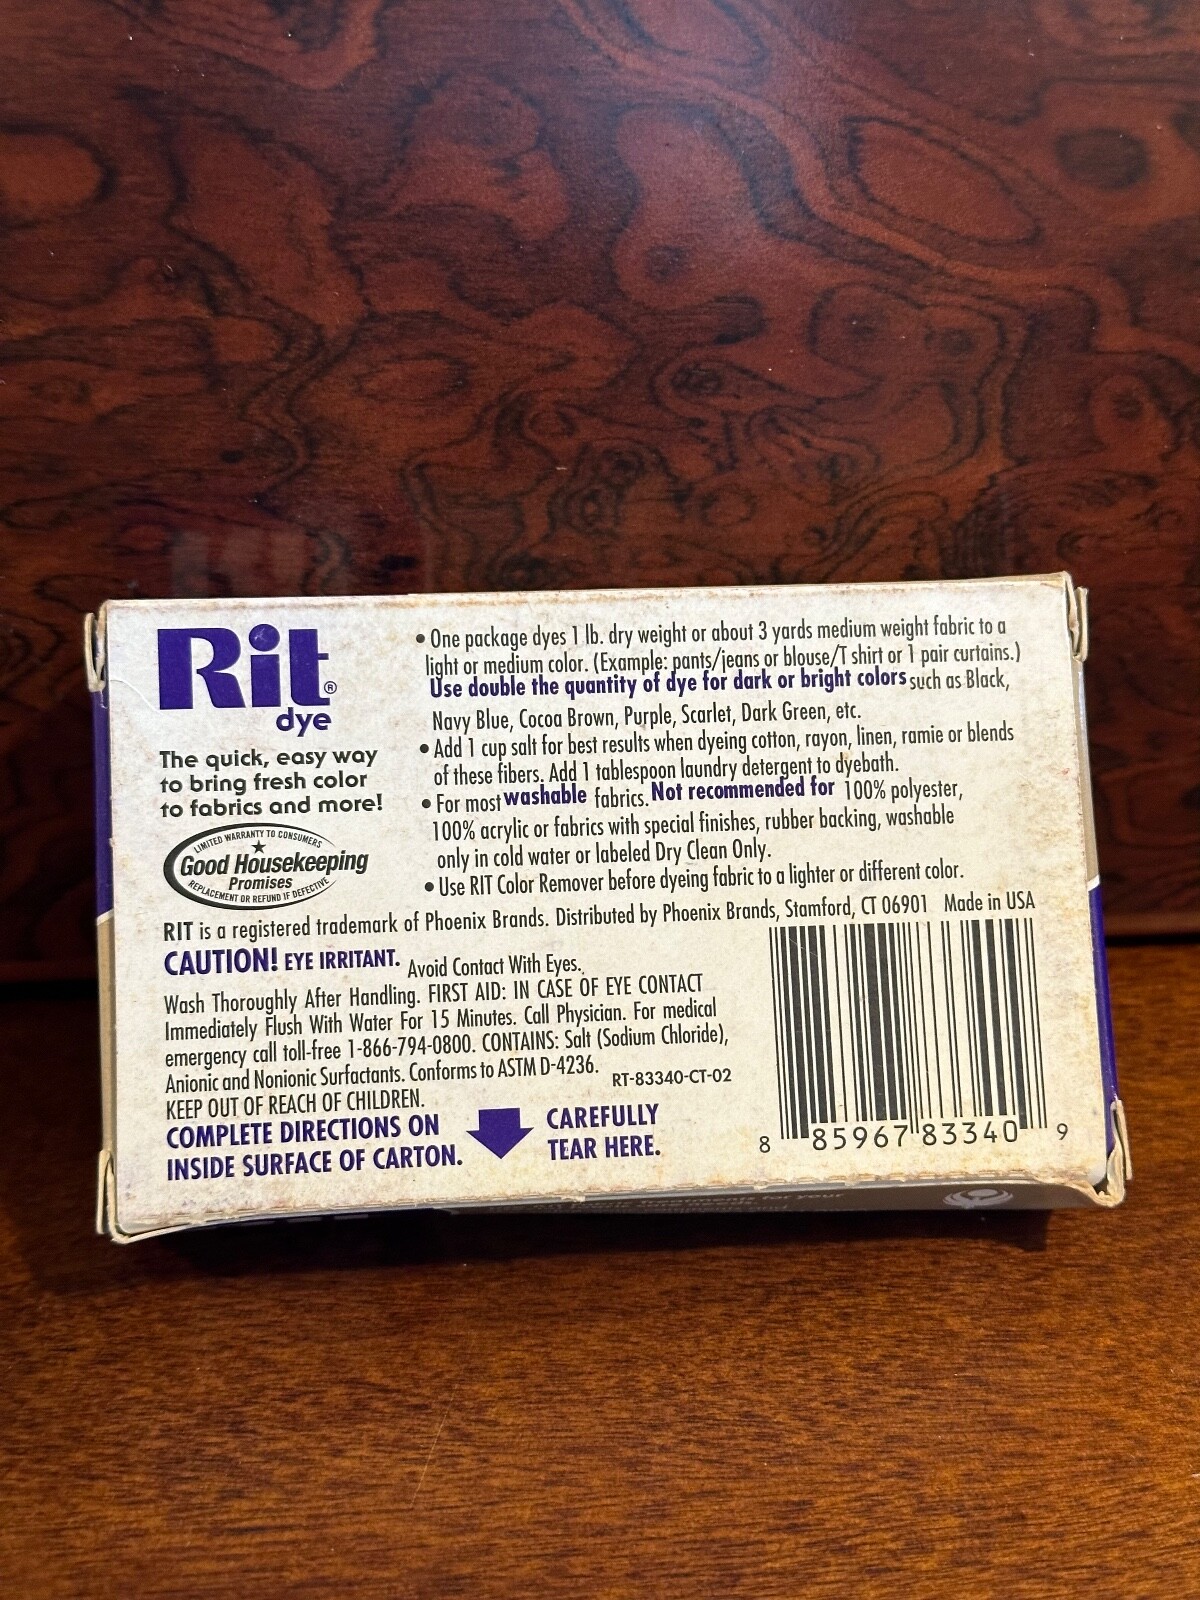 Rit®
dye
The quick, easy way
to bring fresh color
to fabrics and more!
LIMITED WARRANTY TO CONSUMERS
Good Housekeeping
Promises
REPLACEMENT OR REFUND IF DEFECTIVE
• One package dyes 1 lb. dry weight or about 3 yards medium weight fabric to a
light or medium color. (Example: pants/jeans or blouse/T shirt or 1 pair curtains.)
Use double the quantity of dye for dark or bright colors such as Black,
Navy Blue, Cocoa Brown, Purple, Scarlet, Dark Green, etc.
• Add 1 cup salt for best results when dyeing cotton, rayon, linen, ramie or blends
of these fibers. Add 1 tablespoon laundry detergent to dyebath.
• For most washable fabrics. Not recommended for 100% polyester,
100% acrylic or fabrics with special finishes, rubber backing, washable
only in cold water or labeled Dry Clean Only.
• Use RIT Color Remover before dyeing fabric to a lighter or different color.
RIT is a registered trademark of Phoenix Brands. Distributed by Phoenix Brands, Stamford, CT 06901 Made in USA
CAUTION! EYE IRRITANT. Avoid Contact With Eyes.
Wash Thoroughly After Handling. FIRST AID: IN CASE OF EYE CONTACT
Immediately Flush With Water For 15 Minutes. Call Physician. For medical
emergency call toll-free 1-866-794-0800. CONTAINS: Salt (Sodium Chloride),
Anionic and Nonionic Surfactants. Conforms to ASTM D-4236.
RT-83340-CT-02
KEEP OUT OF REACH OF CHILDREN.
COMPLETE DIRECTIONS ON
INSIDE SURFACE OF CARTON.
CAREFULLY
TEAR HERE.
8 85967 83340 9
for your